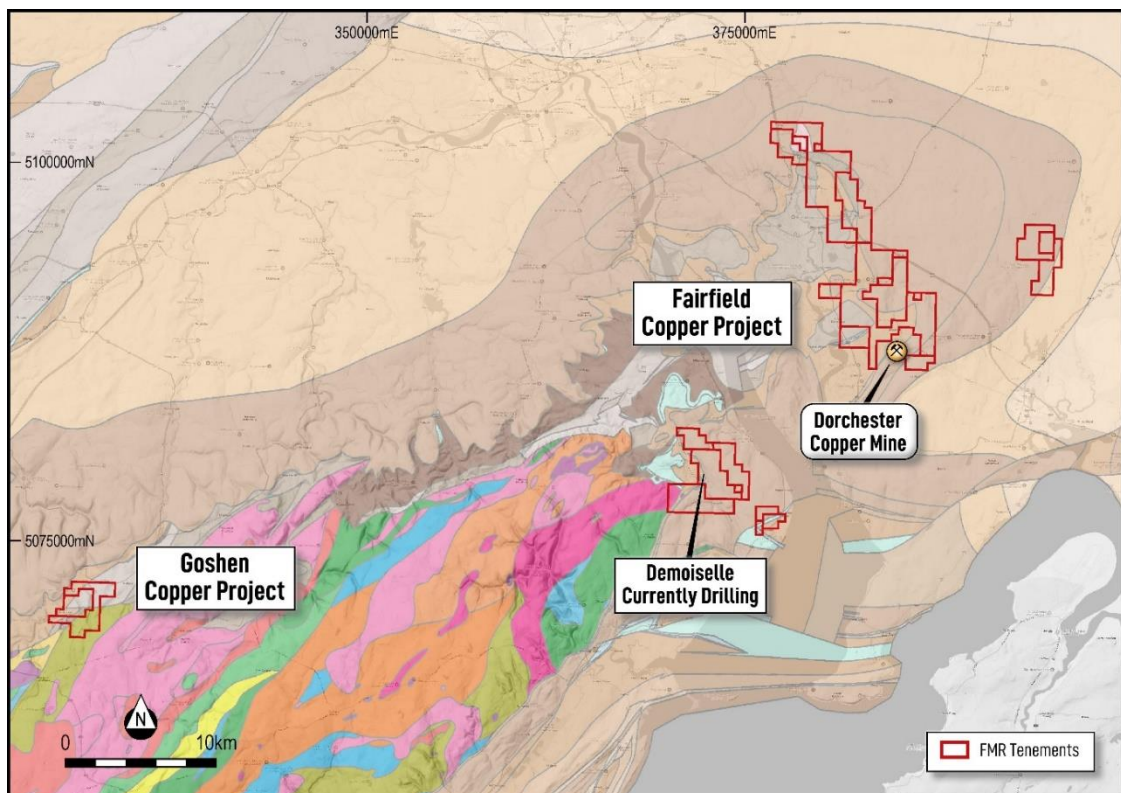 350000mE
375000mE
5100000mN
Fairfield
Copper Project
Dorchester
Copper Mine
5075000mN
Goshen
Copper Project
Demoiselle
Currently Drilling
N
0
10km
FMR Tenements